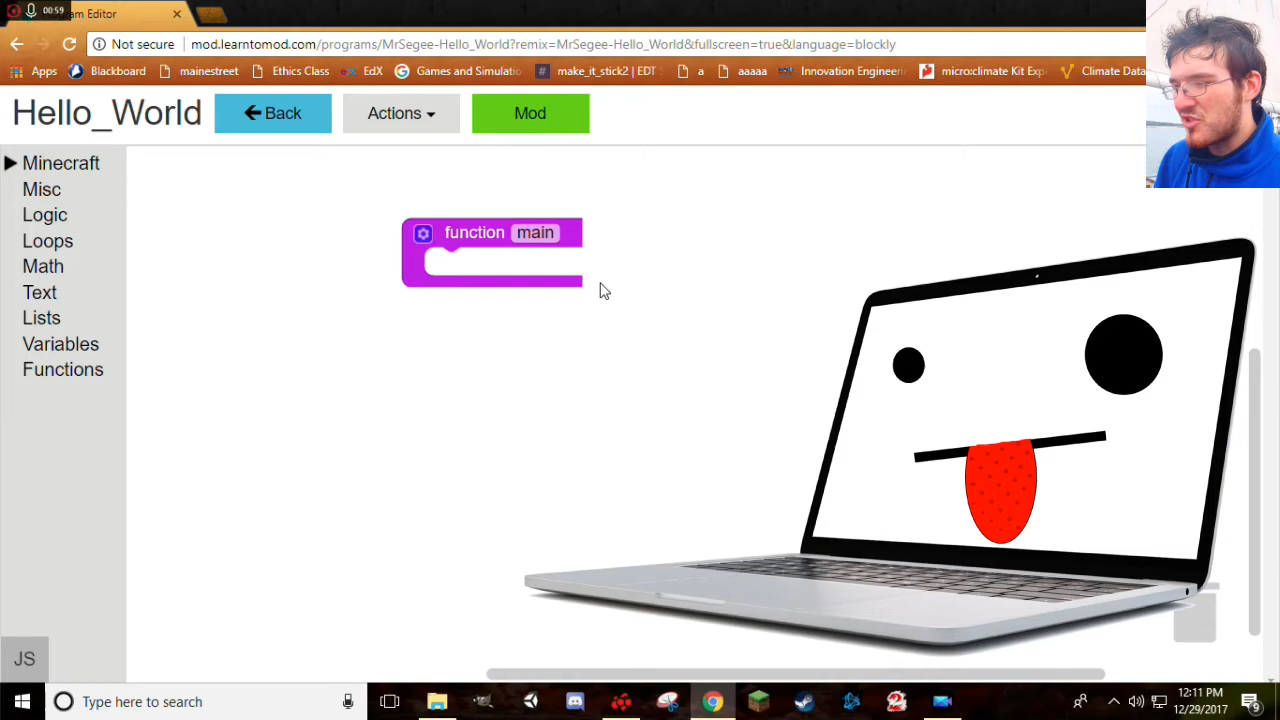 00:59
gram Editor
Not secure
mod.learntomod.com/programs/MrSegee-Hello_World?remix=MrSegee-Hello_World&fullscreen=true&language=blockly
Apps
Blackboard
mainestreet
Ethics Class
EdX
Games and Simulatio
make_it_stick2 | EDT S
a
aaaaa
Innovation Engineeri
micro:climate Kit Exp
Climate Data
Hello_World
Back
Actions
Mod
Minecraft
Misc
Logic
Loops
Math
Text
Lists
Variables
Functions
function main
JS
Type here to search
12:11 PM
12/29/2017
9